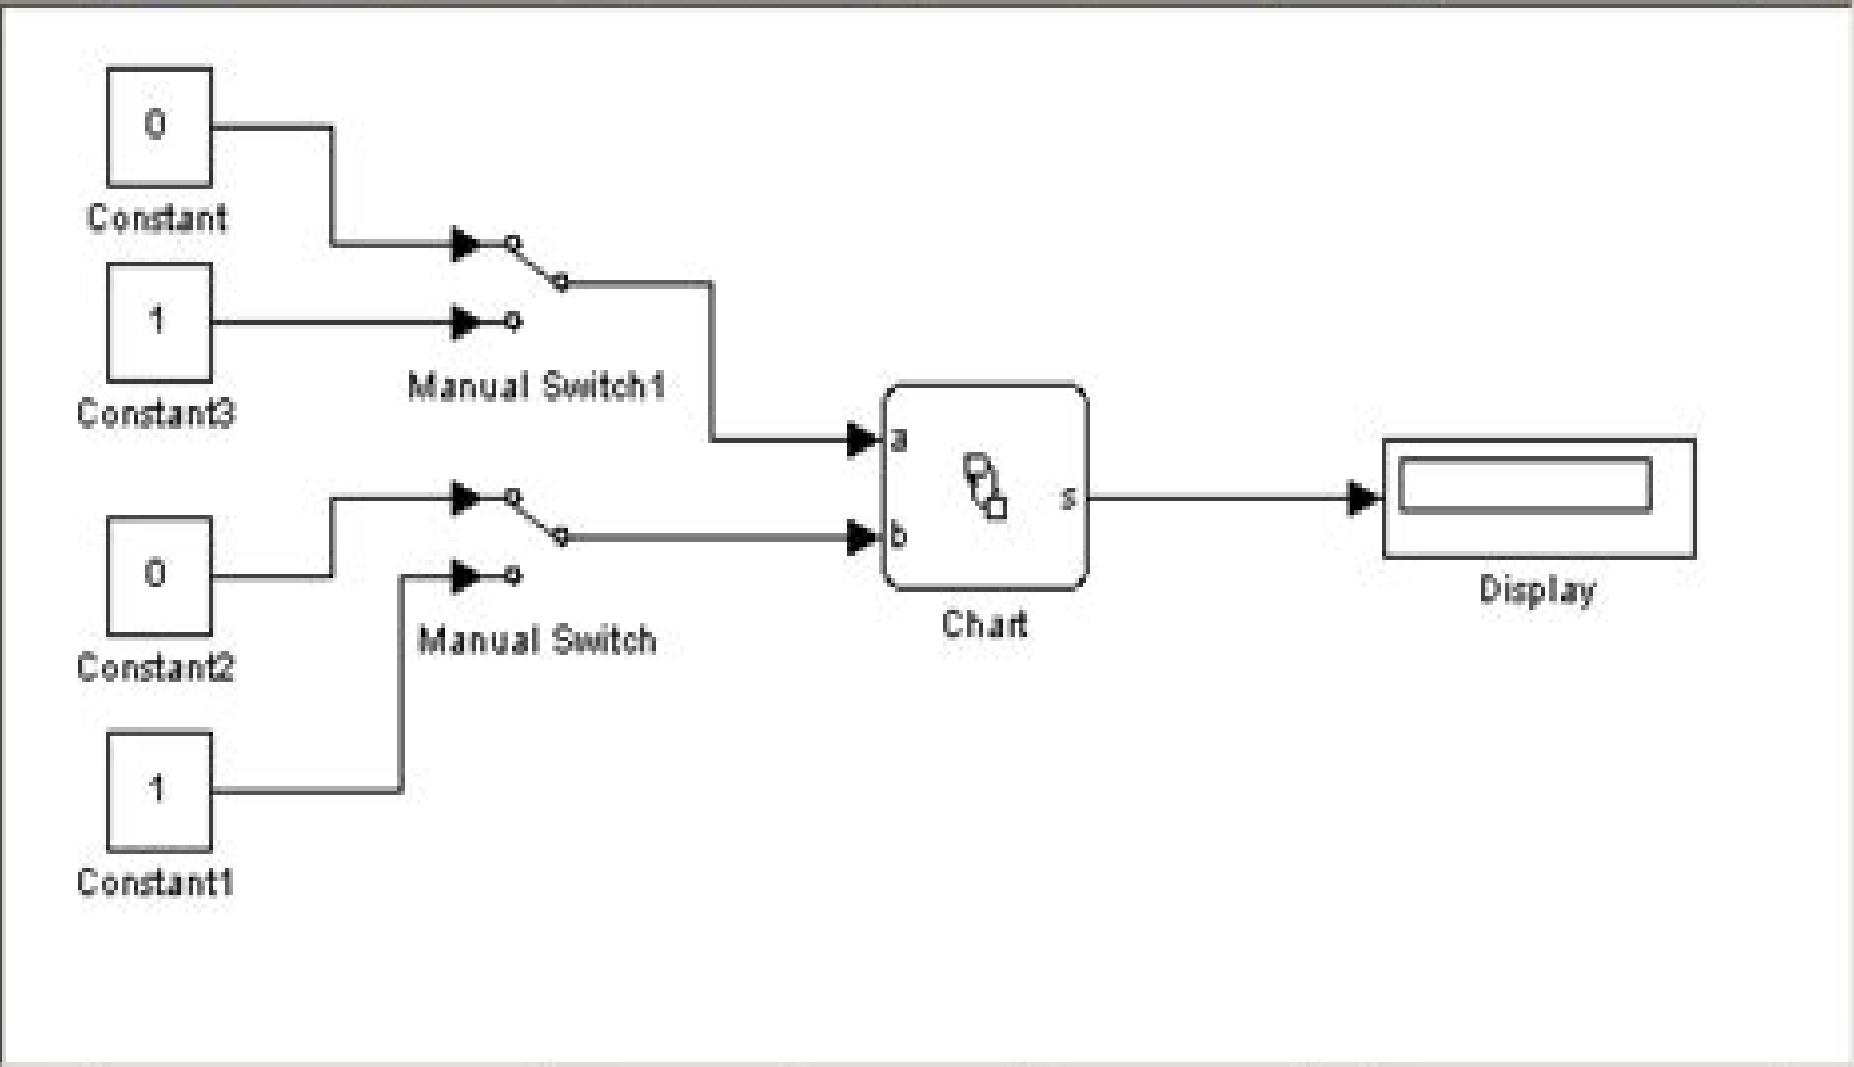 0
Constant
1
Constant3
Manual Switch1
a
b
s
Chart
Display
0
Constant2
Manual Switch
1
Constant1